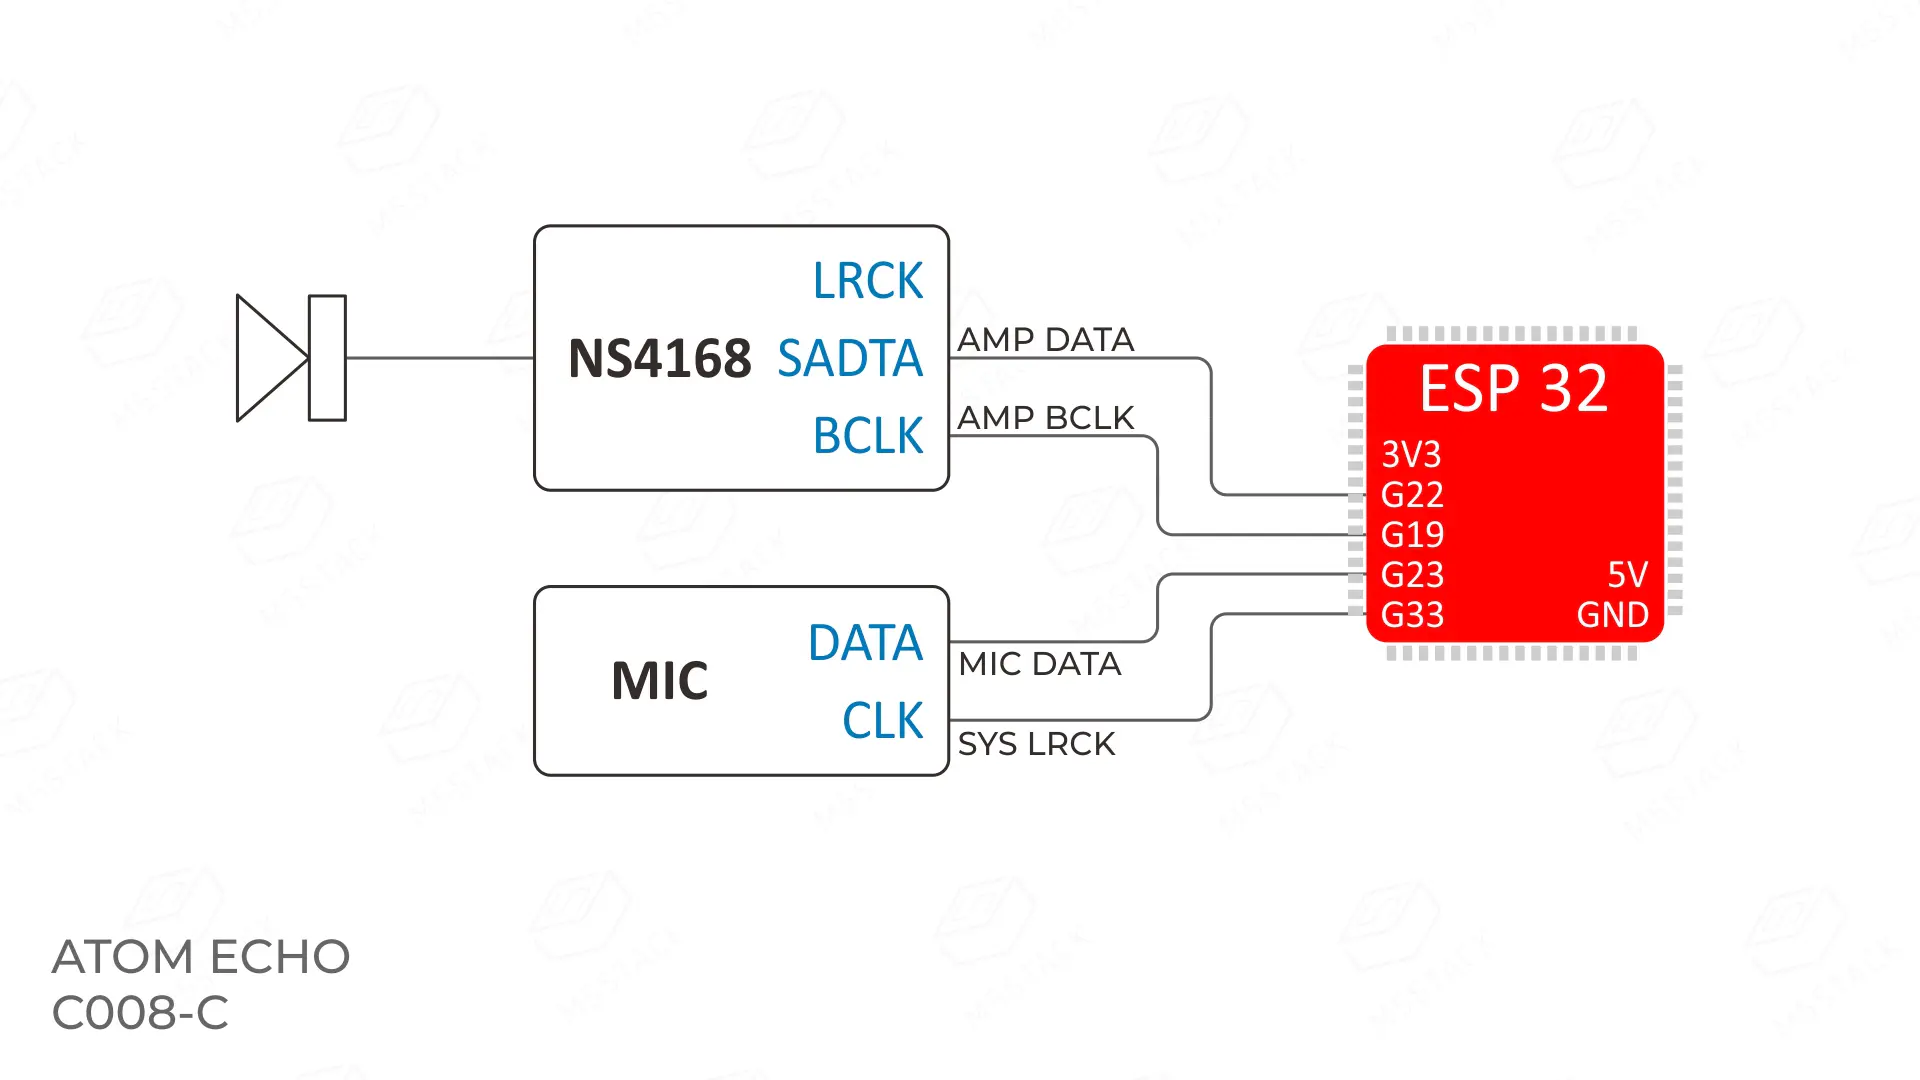 LRCK
NS4168 SADTA
BCLK
AMP DATA
AMP BCLK
MIC
DATA
CLK
MIC DATA
SYS LRCK
ESP 32
3V3
G22
G19
G23
G33
5V
GND
ATOM ECHO
C008-C
M5STACK